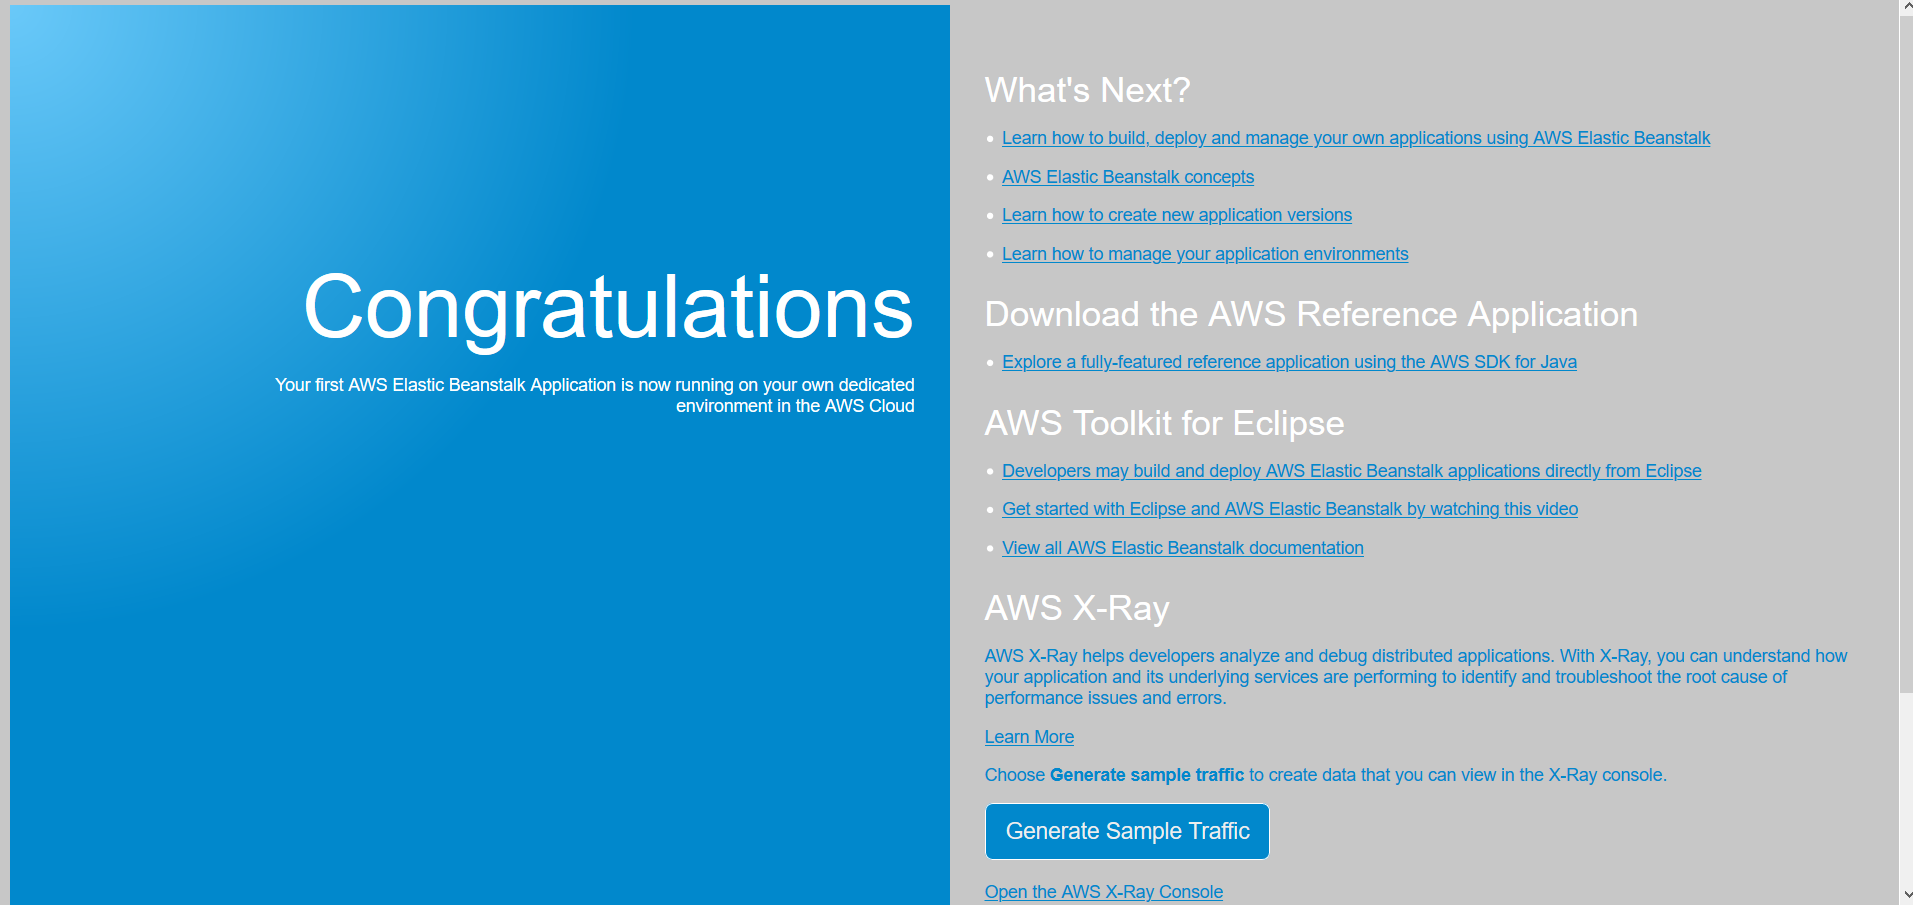 Congratulations
Your first AWS Elastic Beanstalk Application is now running on your own dedicated
environment in the AWS Cloud
What's Next?
Learn how to build, deploy and manage your own applications using AWS Elastic Beanstalk
AWS Elastic Beanstalk concepts
Learn how to create new application versions
Learn how to manage your application environments
Download the AWS Reference Application
Explore a fully-featured reference application using the AWS SDK for Java
AWS Toolkit for Eclipse
Developers may build and deploy AWS Elastic Beanstalk applications directly from Eclipse
Get started with Eclipse and AWS Elastic Beanstalk by watching this video
View all AWS Elastic Beanstalk documentation
AWS X-Ray
AWS X-Ray helps developers analyze and debug distributed applications. With X-Ray, you can understand how
your application and its underlying services are performing to identify and troubleshoot the root cause of
performance issues and errors.
Learn More
Choose Generate sample traffic to create data that you can view in the X-Ray console.
Generate Sample Traffic
Open the AWS X-Ray Console